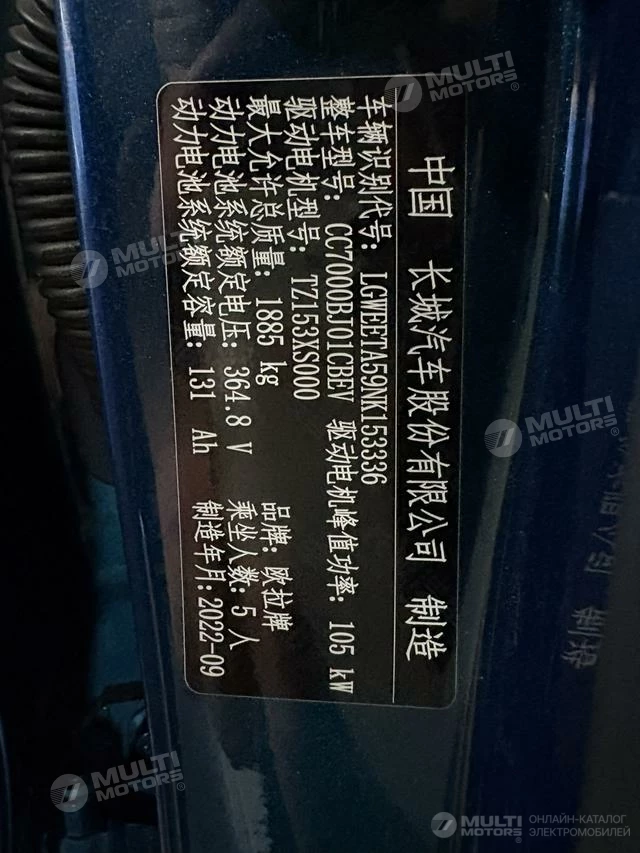 中国 长城汽车股份有限公司 制造
车辆识别代号: LGWEETA59NK153336
整车型号: CC7000BJ01CBEV 驱动电机峰值功率: 105 kW
驱动电机型号: TZ153XS000
最大允许总质量: 1885 kg 品牌: 欧拉牌
动力电池系统额定电压: 364.8 V 乘坐人数: 5 人
动力电池系统额定容量: 131 Ah 制造年月: 2022-09
MULTI MOTORS®
MULTI MOTORS®
MULTI MOTORS®
MULTI MOTORS®
MULTI MOTORS®
MULTI MOTORS® ОНЛАЙН-КАТАЛОГ ЭЛЕКТРОМОБИЛЕЙ